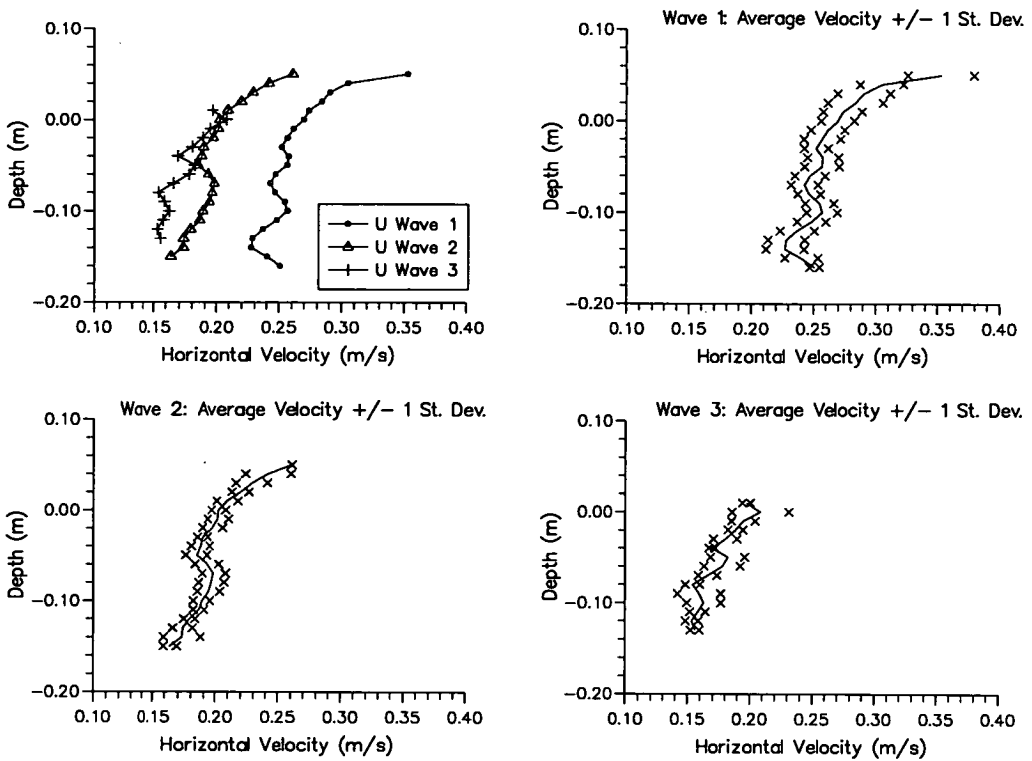 0.10
0.00
−0.10
−0.20
Depth (m)
U Wave 1
U Wave 2
U Wave 3
0.10 0.15 0.20 0.25 0.30 0.35 0.40
Horizontal Velocity (m/s)
Wave 1: Average Velocity +/− 1 St. Dev.
0.10
0.00
−0.10
−0.20
Depth (m)
0.10 0.15 0.20 0.25 0.30 0.35 0.40
Horizontal Velocity (m/s)
Wave 2: Average Velocity +/− 1 St. Dev.
0.10
0.00
−0.10
−0.20
Depth (m)
0.10 0.15 0.20 0.25 0.30 0.35 0.40
Horizontal Velocity (m/s)
Wave 3: Average Velocity +/− 1 St. Dev.
0.10
0.00
−0.10
−0.20
Depth (m)
0.10 0.15 0.20 0.25 0.30 0.35 0.40
Horizontal Velocity (m/s)